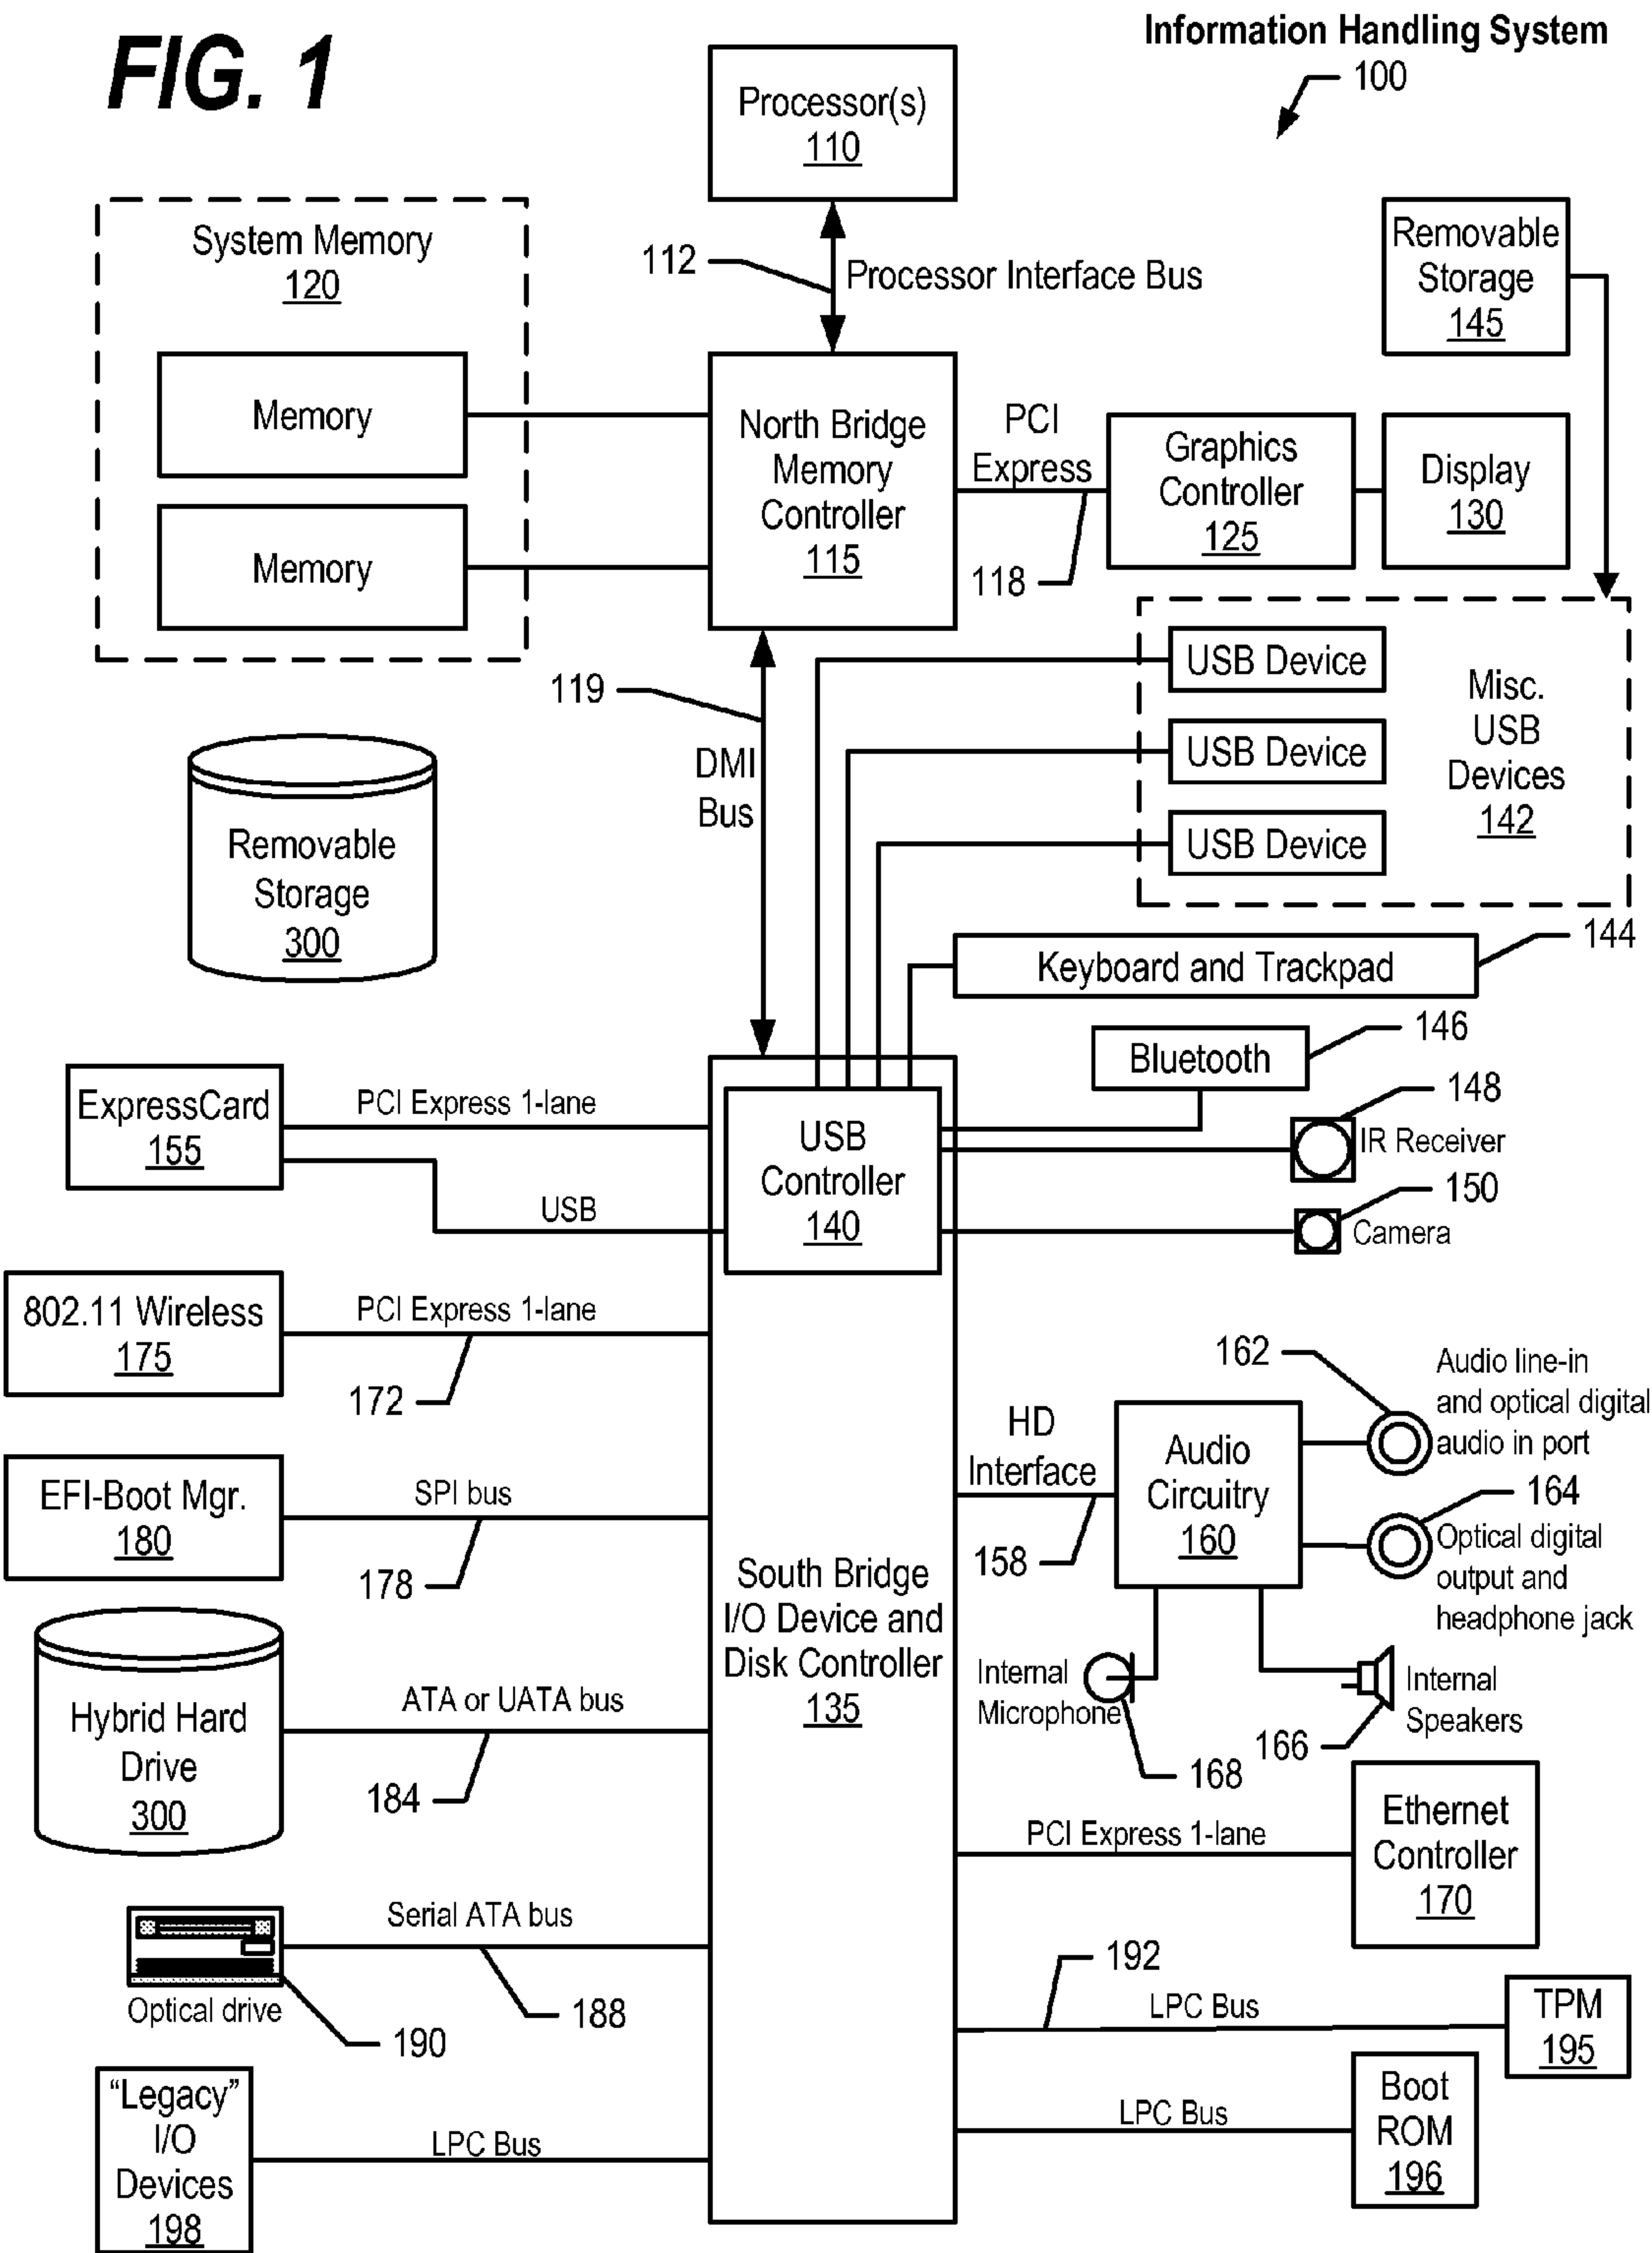 FIG. 1
Information Handling System
100
Processor(s)
110
112
Processor Interface Bus
System Memory
120
Memory
Memory
North Bridge
Memory
Controller
115
PCI
Express
118
Graphics
Controller
125
Display
130
Removable
Storage
145
119
DMI
Bus
USB Device
USB Device
USB Device
Misc.
USB
Devices
142
Removable
Storage
300
Keyboard and Trackpad
144
Bluetooth
146
148
IR Receiver
150
Camera
ExpressCard
155
PCI Express 1-lane
USB
USB
Controller
140
802.11 Wireless
175
PCI Express 1-lane
172
EFI-Boot Mgr.
180
SPI bus
178
South Bridge
I/O Device and
Disk Controller
135
HD
Interface
158
Audio
Circuitry
160
162
Audio line-in
and optical digital
audio in port
164
Optical digital
output and
headphone jack
Internal
Microphone
168
166
Internal
Speakers
Hybrid Hard
Drive
300
ATA or UATA bus
184
PCI Express 1-lane
Ethernet
Controller
170
Optical drive
190
Serial ATA bus
188
192
LPC Bus
TPM
195
"Legacy"
I/O
Devices
198
LPC Bus
LPC Bus
Boot
ROM
196